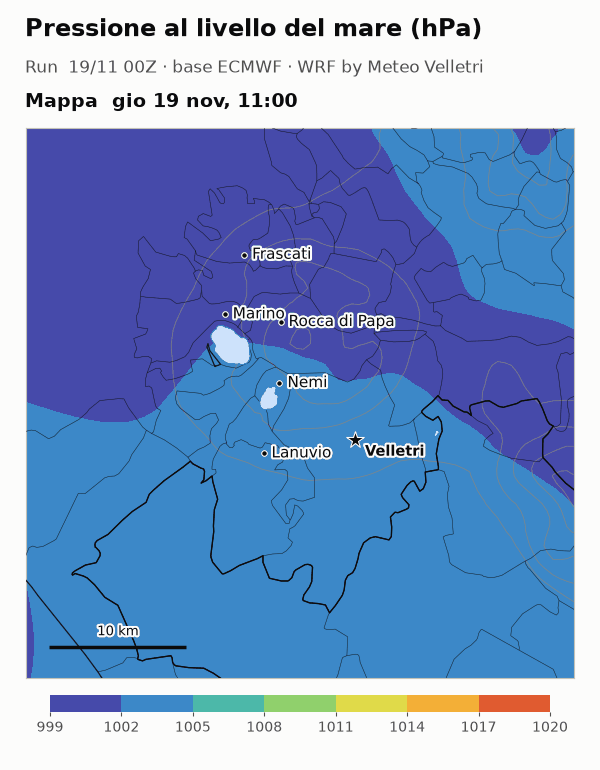 Pressione al livello del mare (hPa)
Run  19/11 00Z · base ECMWF · WRF by Meteo Velletri
Mappa  gio 19 nov, 11:00
Frascati
Marino
Rocca di Papa
Nemi
Velletri
Lanuvio
10 km
999 1002 1005 1008 1011 1014 1017 1020